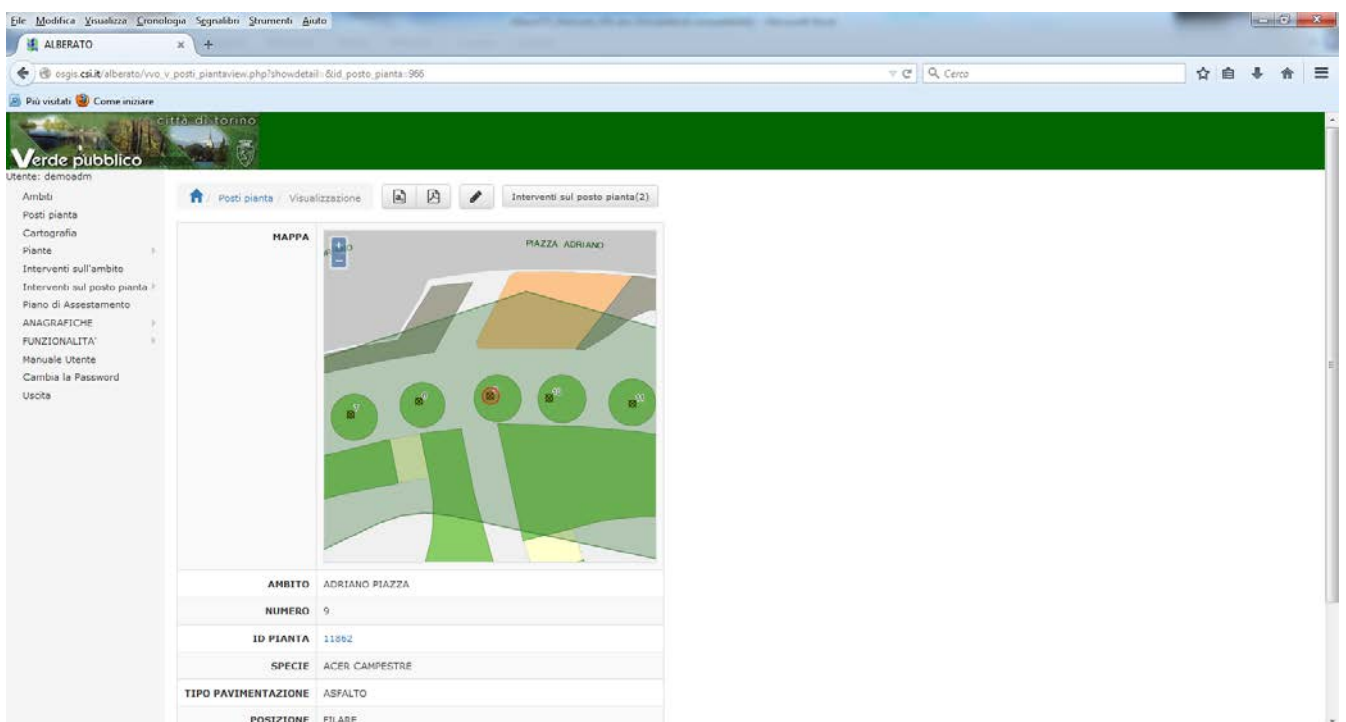 File Modifica Visualizza Cronologia Segnalibri Strumenti Aiuto
ALBERATO × +
osgis.csi.it/alberato/vvo_v_posti_piantaview.php?showdetail=&id_posto_pianta=966 Cerca
Più visitati Come iniziare
città di torino
Verde pubblico
Utente: demoadm
Ambiti
Posti pianta
Cartografia
Piante
Interventi sull'ambito
Interventi sul posto pianta
Piano di Assestamento
ANAGRAFICHE
FUNZIONALITA'
Manuale Utente
Cambia la Password
Uscita
/ Posti pianta / Visualizzazione Interventi sul posto pianta(2)
MAPPA
+
−
PIAZZA ADRIANO
7 10 11
AMBITO ADRIANO PIAZZA
NUMERO 9
ID PIANTA 11862
SPECIE ACER CAMPESTRE
TIPO PAVIMENTAZIONE ASFALTO
POSIZIONE FILARE